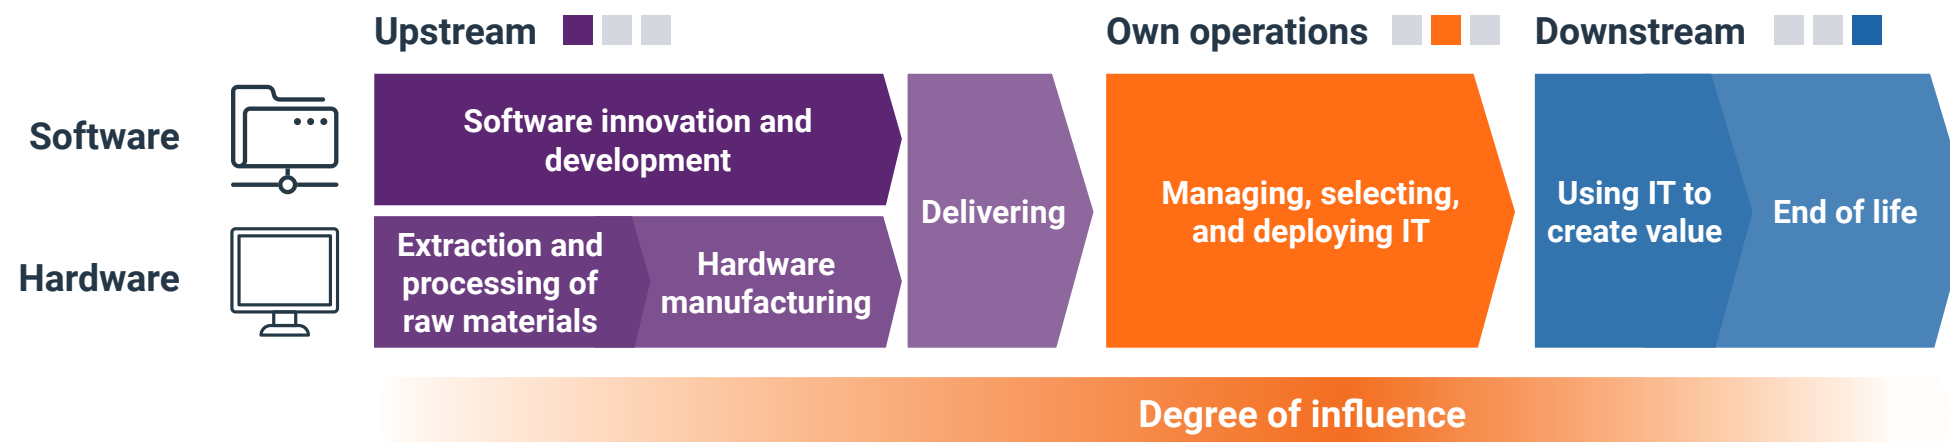 Upstream
Own operations
Downstream
Software
Software innovation and
development
Hardware
Extraction and
processing of
raw materials
Hardware
manufacturing
Delivering
Managing, selecting,
and deploying IT
Using IT to
create value
End of life
Degree of influence